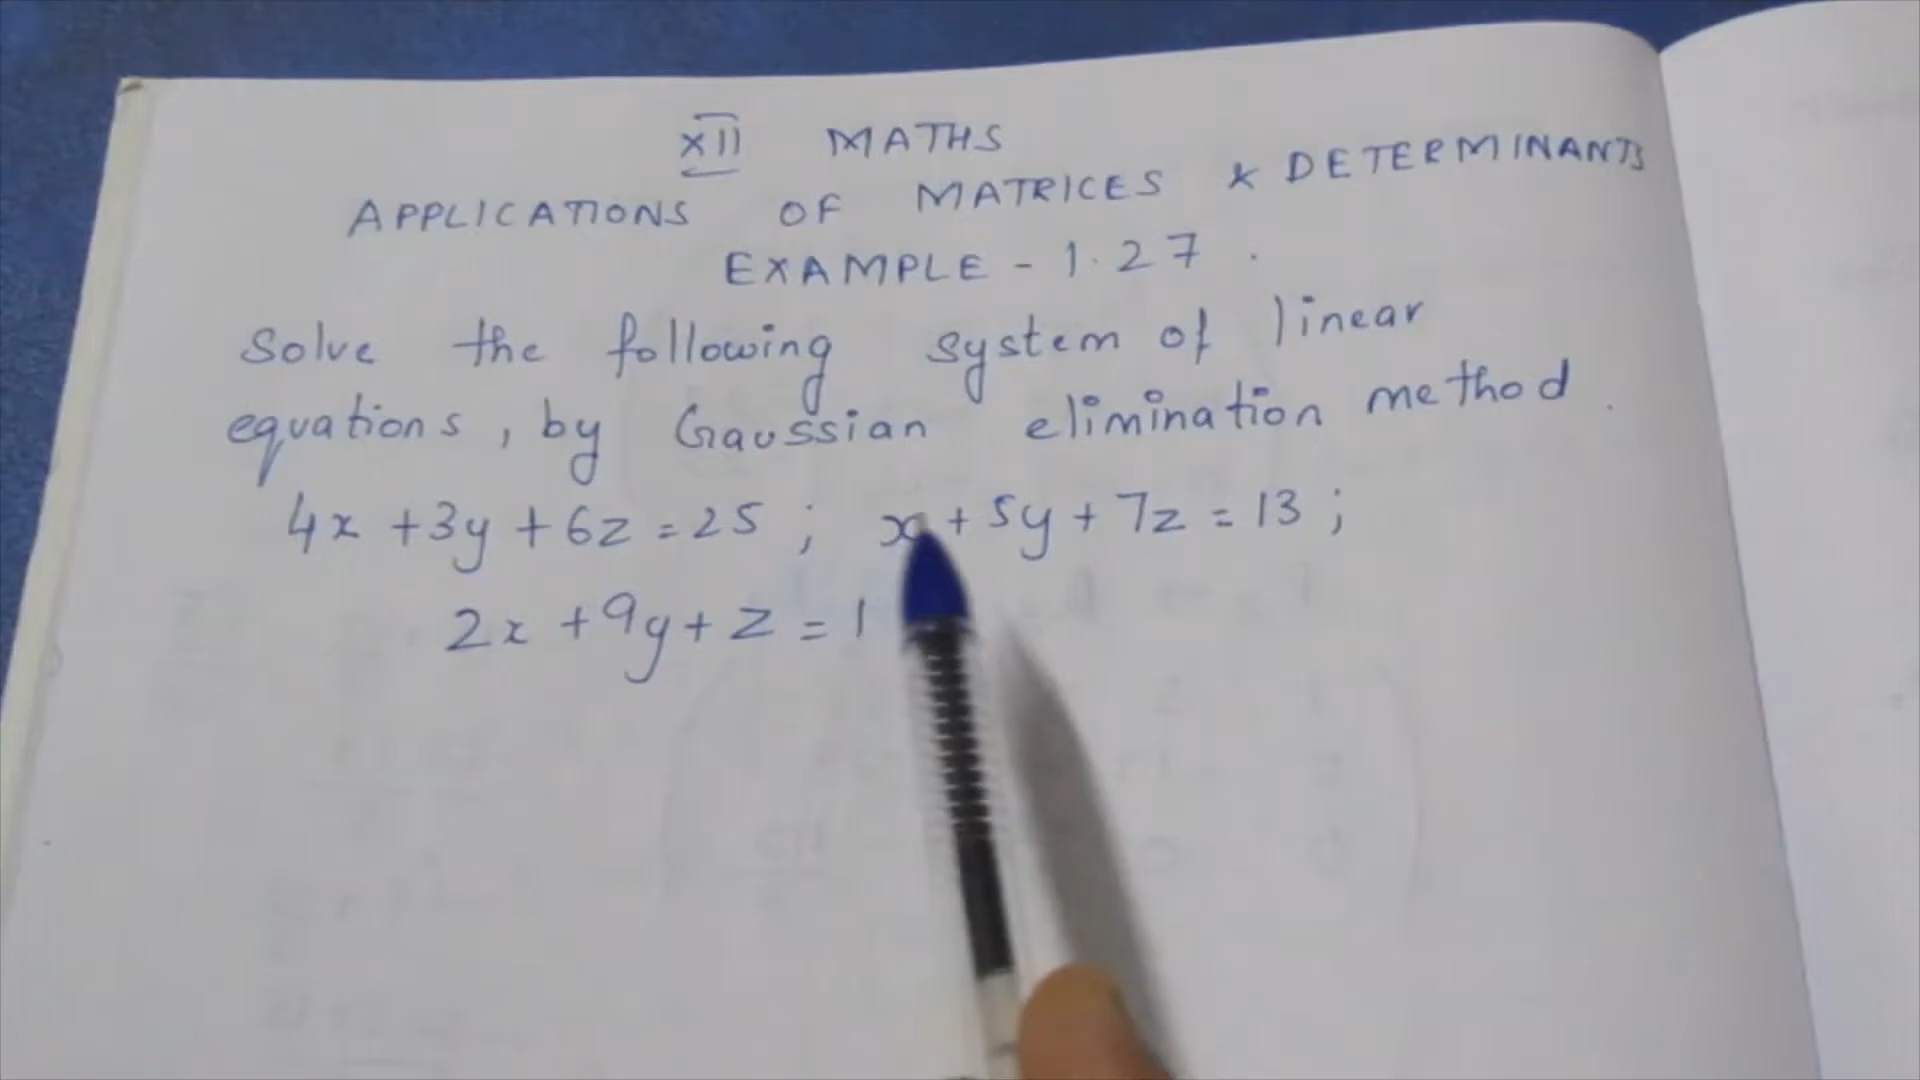 XII MATHS
APPLICATIONS OF MATRICES & DETERMINANTS
EXAMPLE - 1.27.
Solve the following system of linear
equations, by Gaussian elimination method.
4x + 3y + 6z = 25 ; x + 5y + 7z = 13 ;
2x + 9y + z = 1